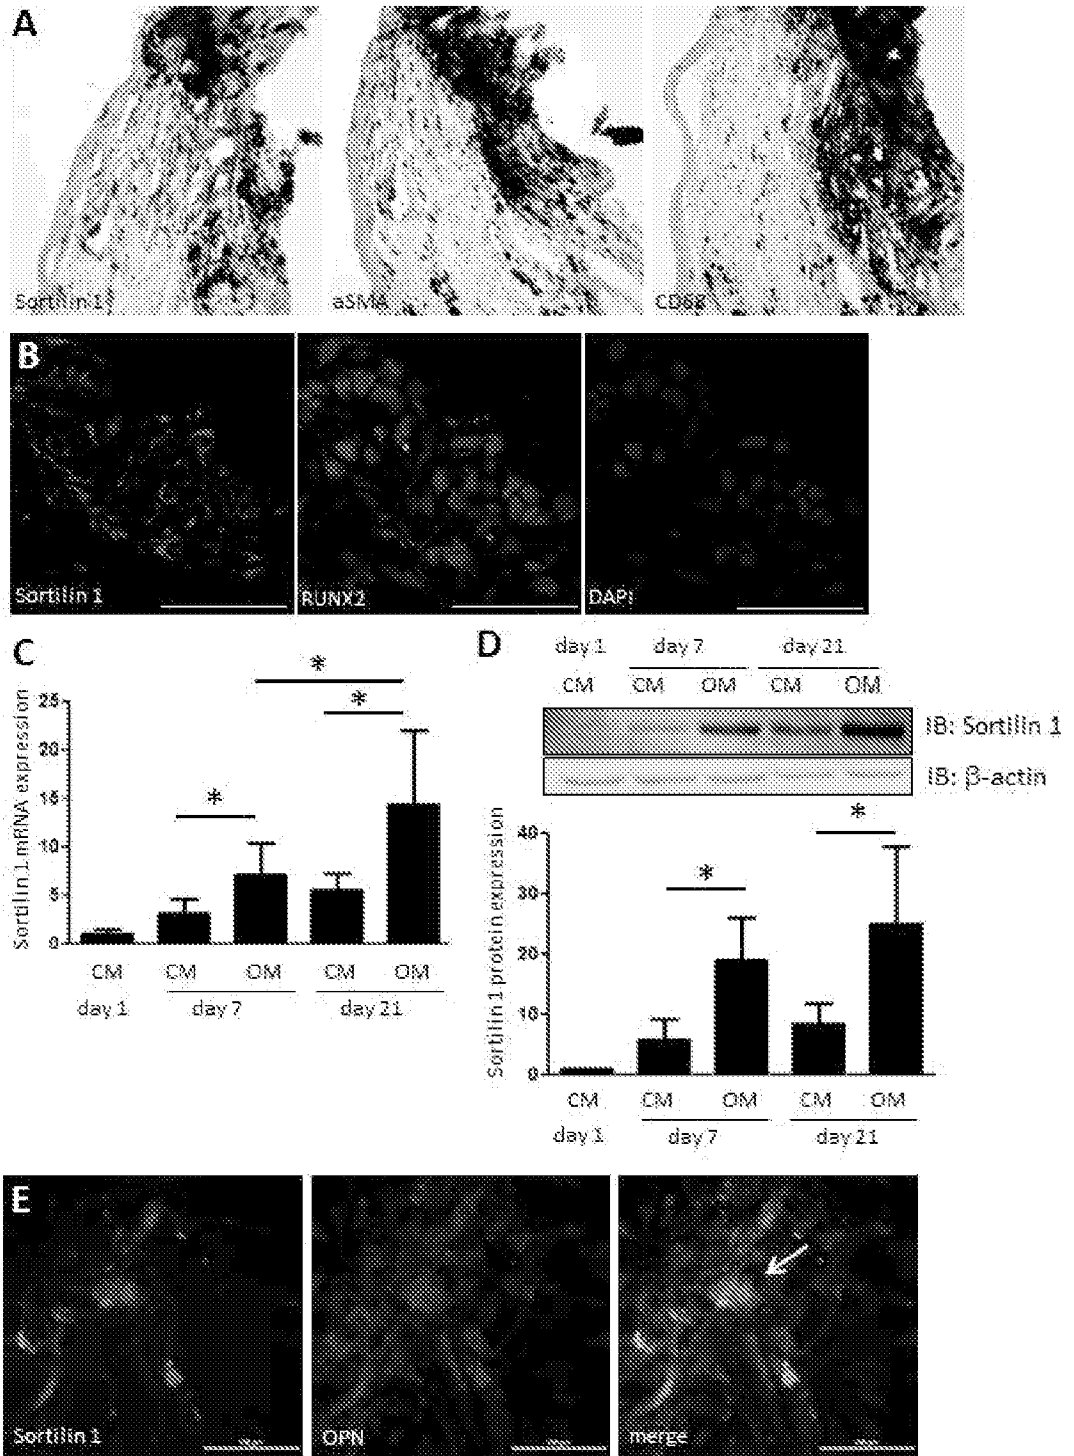 A
Sortilin 1
aSMA
CD68
B
Sortilin 1
RUNX2
DAPI
C
*
*
*
Sortilin 1 mRNA expression
25
20
15
10
5
0
CM CM OM CM OM
day 1 day 7 day 21
D
day 1 day 7 day 21
CM CM OM CM OM
IB: Sortilin 1
IB: β-actin
*
*
Sortilin 1 protein expression
40
30
20
10
0
CM CM OM CM OM
day 1 day 7 day 21
E
Sortilin 1
OPN
merge